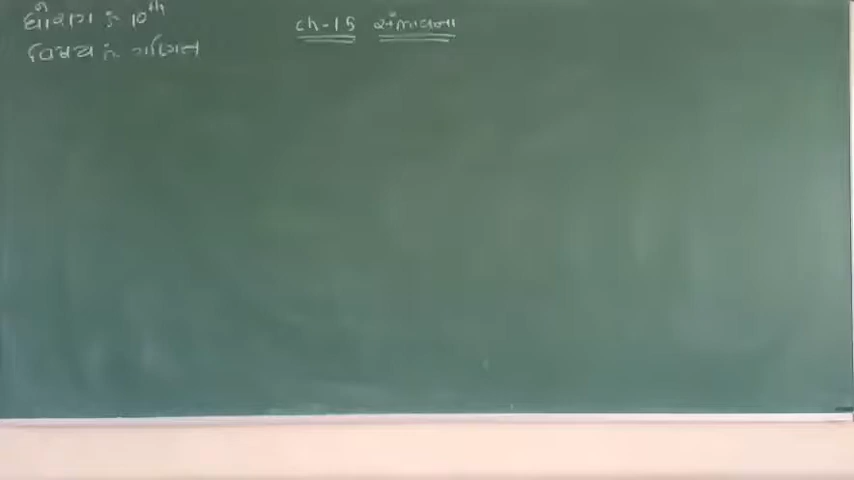 ધોરણ : 10th
વિષય : ગણિત
ch-15 સંભાવના